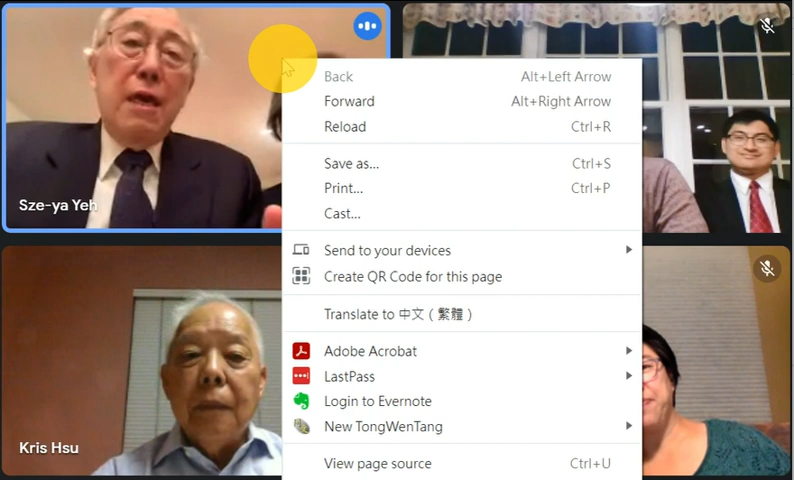 Sze-ya Yeh
Back Alt+Left Arrow
Forward Alt+Right Arrow
Reload Ctrl+R
Save as... Ctrl+S
Print... Ctrl+P
Cast...
Send to your devices
Create QR Code for this page
Translate to 中文 ( 繁體 )
Adobe Acrobat
LastPass
Login to Evernote
New TongWenTang
View page source Ctrl+U
Kris Hsu